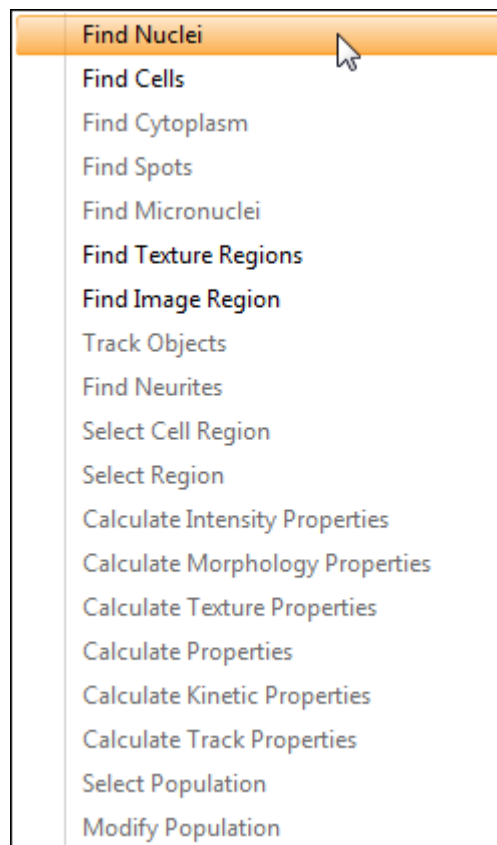 Find Nuclei
Find Cells
Find Cytoplasm
Find Spots
Find Micronuclei
Find Texture Regions
Find Image Region
Track Objects
Find Neurites
Select Cell Region
Select Region
Calculate Intensity Properties
Calculate Morphology Properties
Calculate Texture Properties
Calculate Properties
Calculate Kinetic Properties
Calculate Track Properties
Select Population
Modify Population